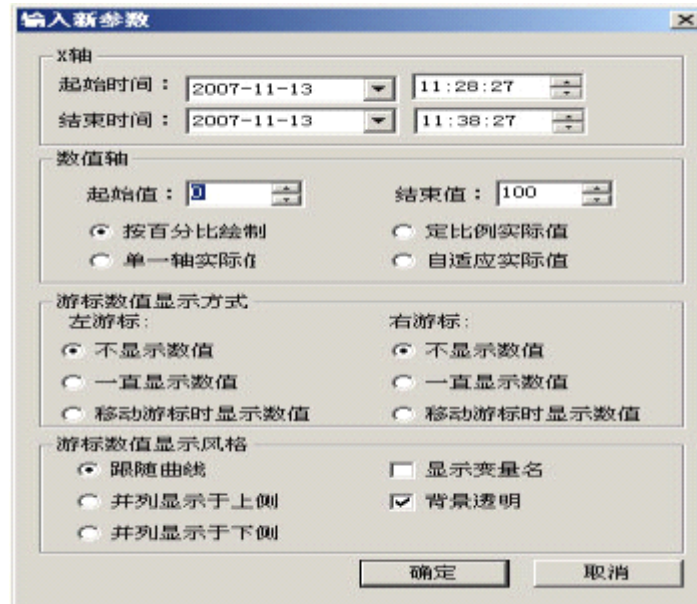 输入新参数
X轴
起始时间： 2007-11-13 11:28:27
结束时间： 2007-11-13 11:38:27
数值轴
起始值： 0 结束值： 100
按百分比绘制 定比例实际值
单一轴实际值 自适应实际值
游标数值显示方式
左游标: 右游标:
不显示数值 不显示数值
一直显示数值 一直显示数值
移动游标时显示数值 移动游标时显示数值
游标数值显示风格
跟随曲线 显示变量名
并列显示于上侧 背景透明
并列显示于下侧
确定 取消